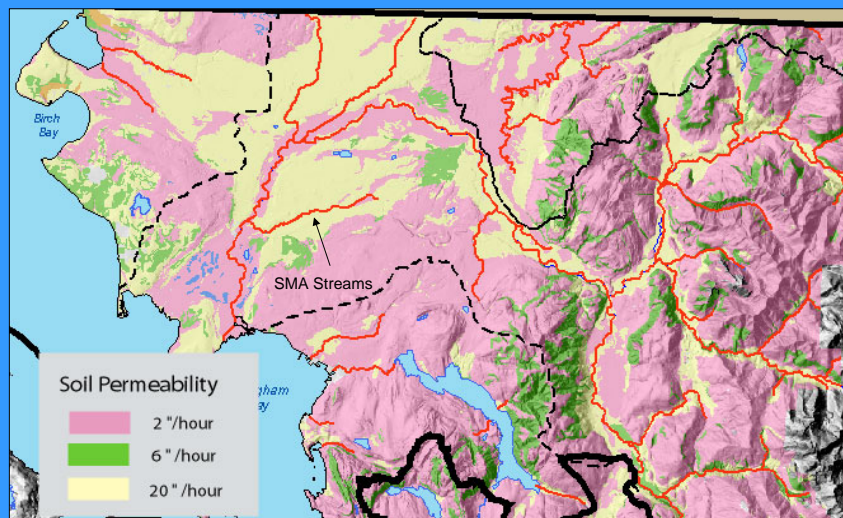 Birch
Bay
SMA Streams
Soil Permeability
2 "/hour
6 "/hour
20 "/hour